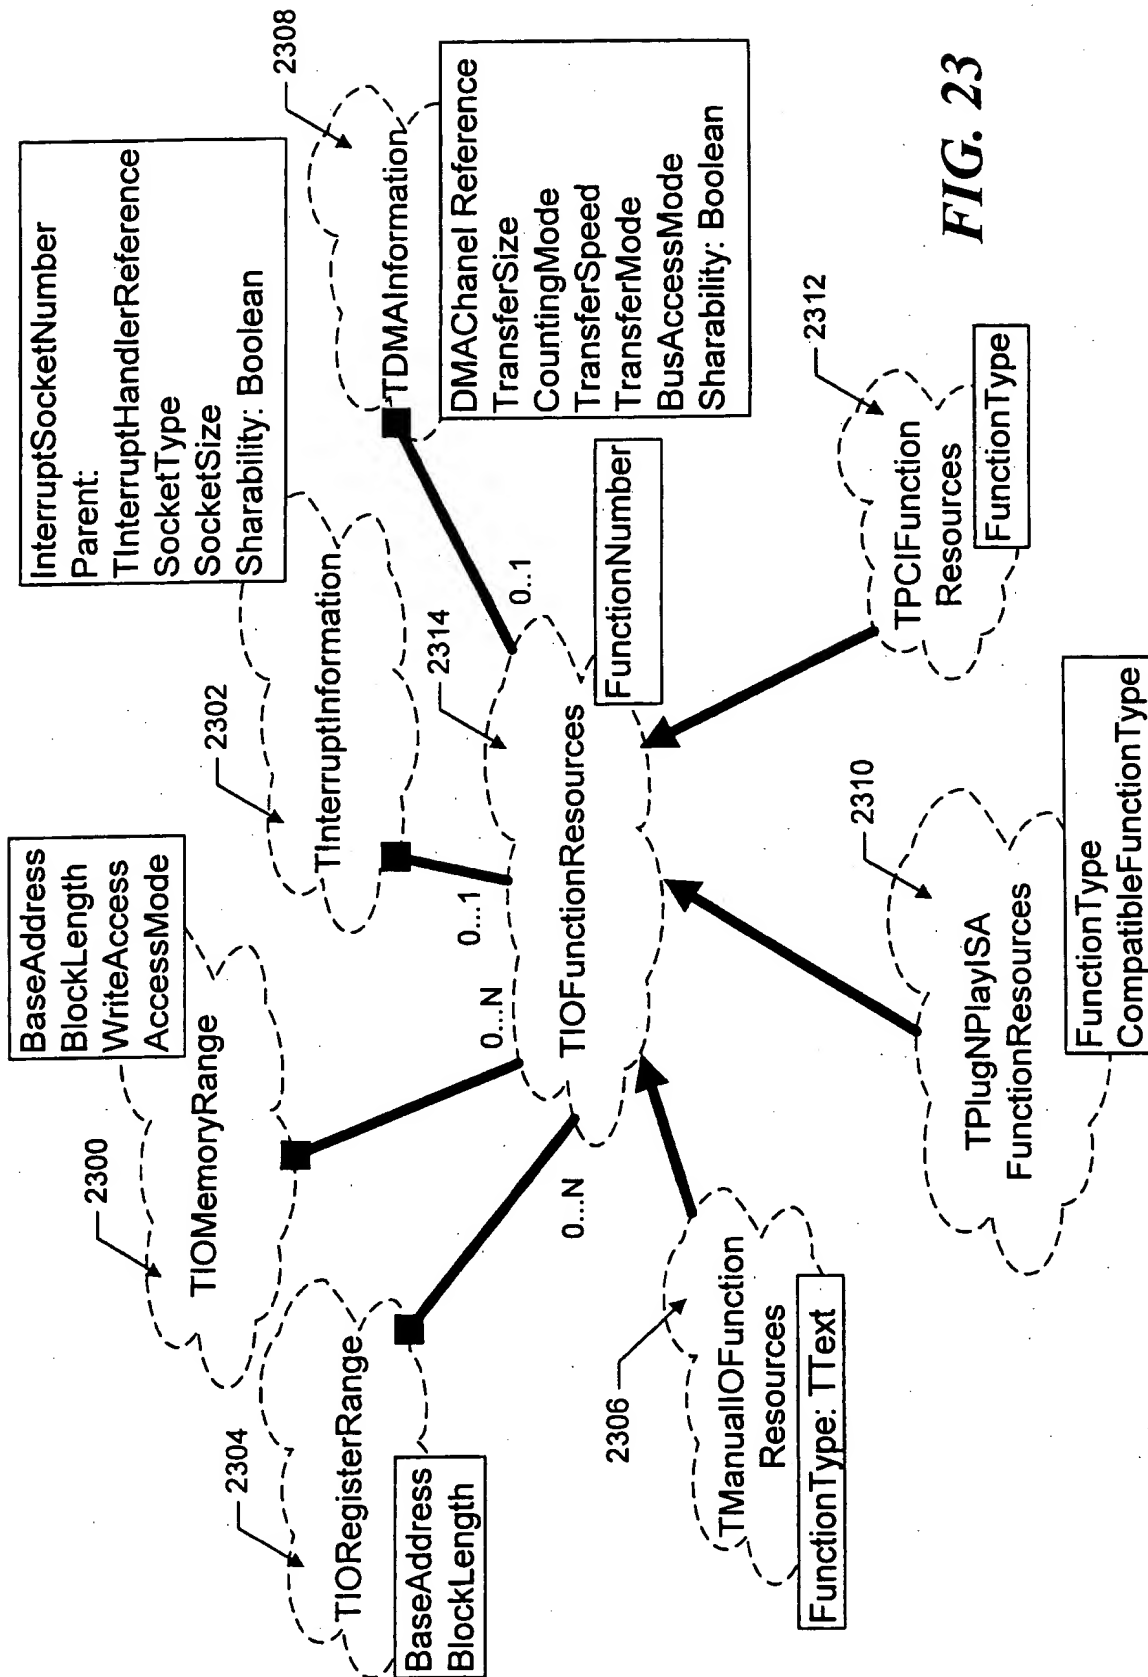 2304
TIORegisterRange
BaseAddress
BlockLength
2300
TIOMemoryRange
BaseAddress
BlockLength
WriteAccess
AccessMode
2302
TInterruptInformation
InterruptSocketNumber
Parent:
TInterruptHandlerReference
SocketType
SocketSize
Sharability: Boolean
2308
TDMAInformation
DMAChanel Reference
TransferSize
CountingMode
TransferSpeed
TransferMode
BusAccessMode
Sharability: Boolean
0...N
0...N
0...1
0..1
2314
TIOFunctionResources
FunctionNumber
2306
TManualIOFunction
Resources
FunctionType: TText
2310
TPlugNPlayISA
FunctionResources
FunctionType
CompatibleFunctionType
2312
TPCIFunction
Resources
FunctionType
FIG. 23